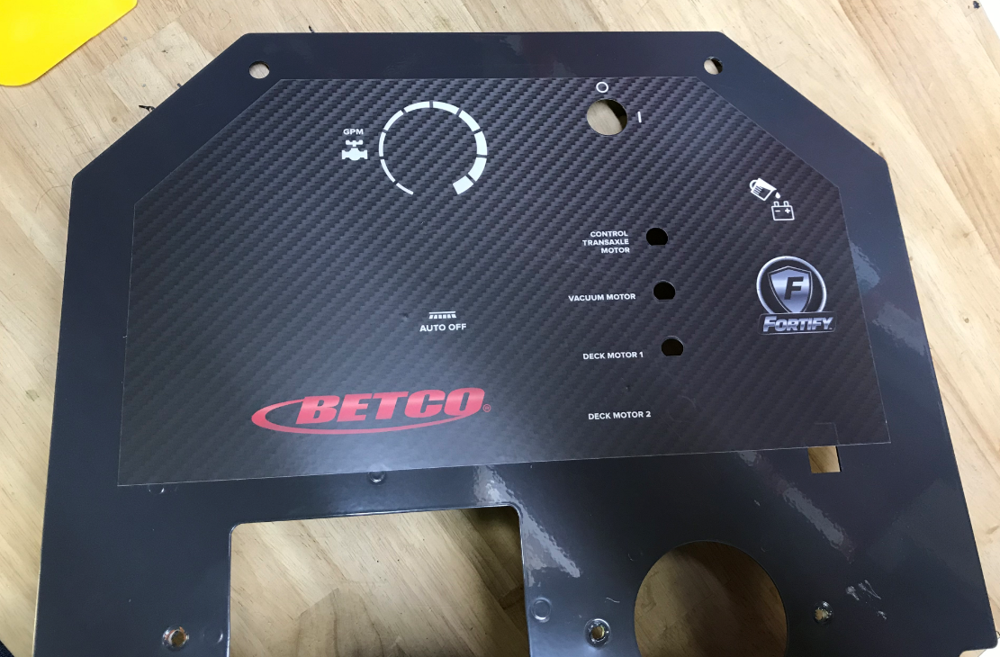 GPM
O
I
CONTROL
TRANSAXLE
MOTOR
VACUUM MOTOR
F
FORTIFY
AUTO OFF
DECK MOTOR 1
BETCO®
DECK MOTOR 2